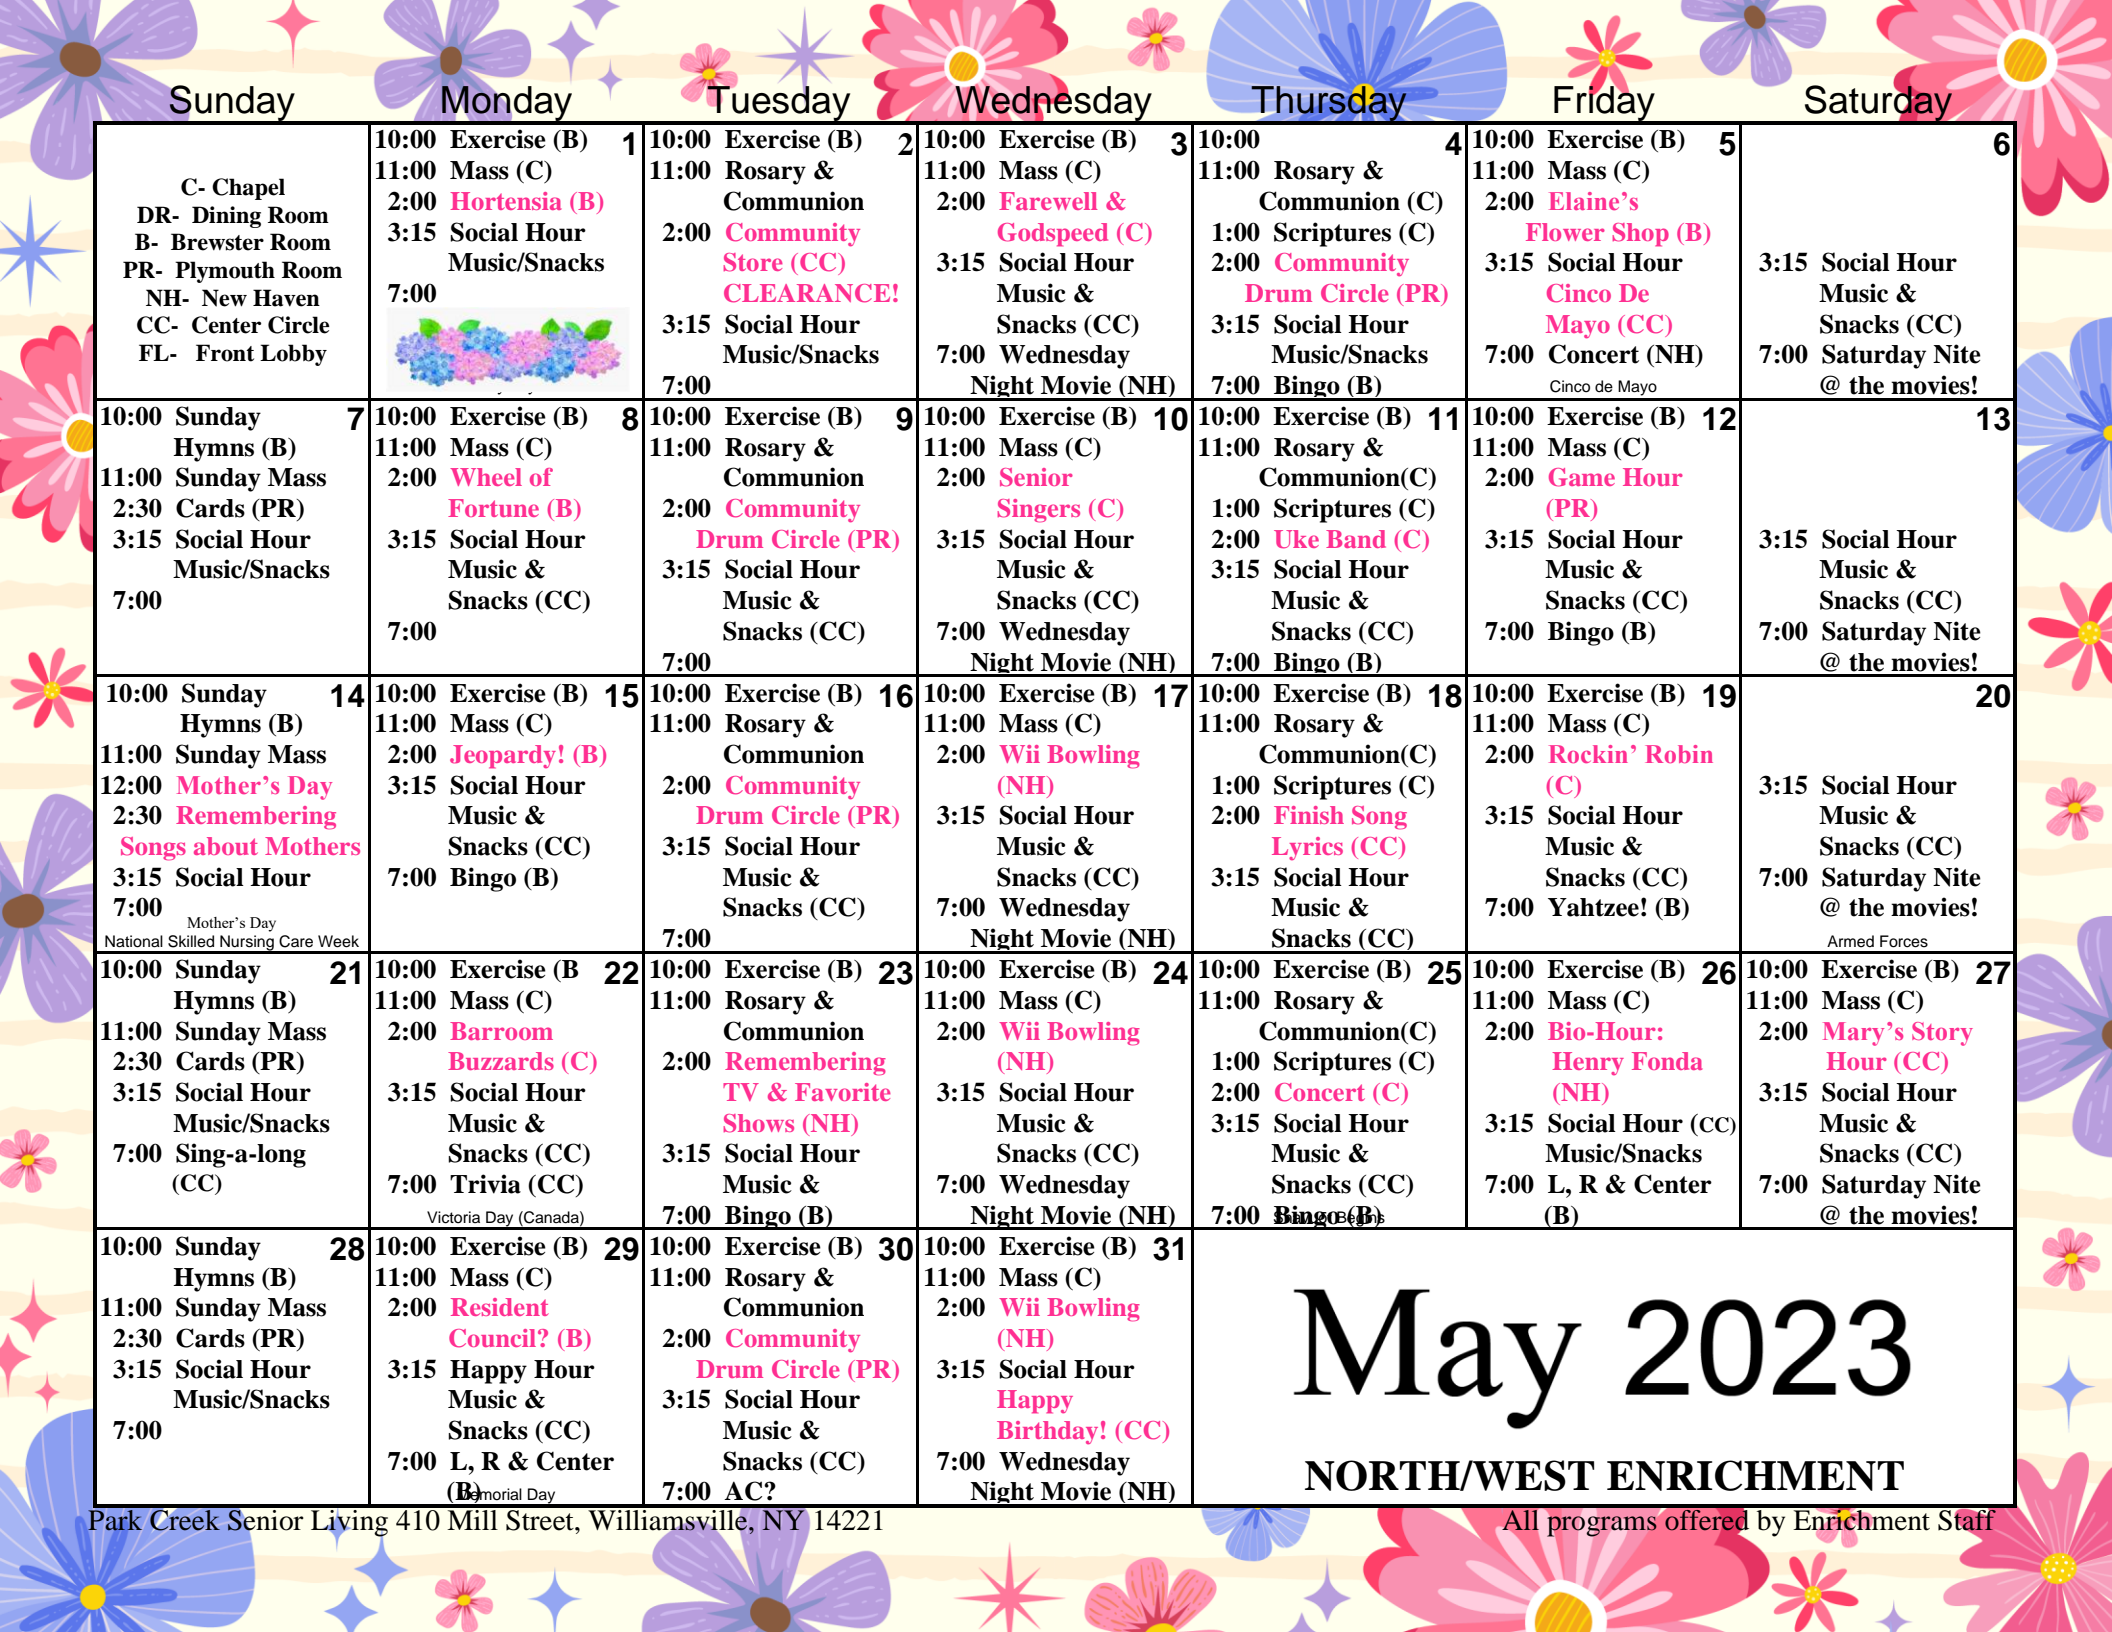 Sunday Monday Tuesday Wednesday Thursday Friday Saturday
C- Chapel
DR- Dining Room
B- Brewster Room
PR- Plymouth Room
NH- New Haven
CC- Center Circle
FL- Front Lobby
10:00 Exercise (B) 1
11:00 Mass (C)
2:00 Hortensia (B)
3:15 Social Hour
Music/Snacks
7:00
10:00 Exercise (B) 2
11:00 Rosary &
Communion
2:00 Community
Store (CC)
CLEARANCE!
3:15 Social Hour
Music/Snacks
7:00
10:00 Exercise (B) 3
11:00 Mass (C)
2:00 Farewell &
Godspeed (C)
3:15 Social Hour
Music &
Snacks (CC)
7:00 Wednesday
Night Movie (NH)
10:00 4
11:00 Rosary &
Communion (C)
1:00 Scriptures (C)
2:00 Community
Drum Circle (PR)
3:15 Social Hour
Music/Snacks
7:00 Bingo (B)
10:00 Exercise (B) 5
11:00 Mass (C)
2:00 Elaine’s
Flower Shop (B)
3:15 Social Hour
Cinco De
Mayo (CC)
7:00 Concert (NH)
Cinco de Mayo
6
3:15 Social Hour
Music &
Snacks (CC)
7:00 Saturday Nite
@ the movies!
10:00 Sunday 7
Hymns (B)
11:00 Sunday Mass
2:30 Cards (PR)
3:15 Social Hour
Music/Snacks
7:00
10:00 Exercise (B) 8
11:00 Mass (C)
2:00 Wheel of
Fortune (B)
3:15 Social Hour
Music &
Snacks (CC)
7:00
10:00 Exercise (B) 9
11:00 Rosary &
Communion
2:00 Community
Drum Circle (PR)
3:15 Social Hour
Music &
Snacks (CC)
7:00
10:00 Exercise (B) 10
11:00 Mass (C)
2:00 Senior
Singers (C)
3:15 Social Hour
Music &
Snacks (CC)
7:00 Wednesday
Night Movie (NH)
10:00 Exercise (B) 11
11:00 Rosary &
Communion(C)
1:00 Scriptures (C)
2:00 Uke Band (C)
3:15 Social Hour
Music &
Snacks (CC)
7:00 Bingo (B)
10:00 Exercise (B) 12
11:00 Mass (C)
2:00 Game Hour
(PR)
3:15 Social Hour
Music &
Snacks (CC)
7:00 Bingo (B)
13
3:15 Social Hour
Music &
Snacks (CC)
7:00 Saturday Nite
@ the movies!
10:00 Sunday 14
Hymns (B)
11:00 Sunday Mass
12:00 Mother’s Day
2:30 Remembering
Songs about Mothers
3:15 Social Hour
7:00
Mother’s Day
National Skilled Nursing Care Week
10:00 Exercise (B) 15
11:00 Mass (C)
2:00 Jeopardy! (B)
3:15 Social Hour
Music &
Snacks (CC)
7:00 Bingo (B)
10:00 Exercise (B) 16
11:00 Rosary &
Communion
2:00 Community
Drum Circle (PR)
3:15 Social Hour
Music &
Snacks (CC)
7:00
10:00 Exercise (B) 17
11:00 Mass (C)
2:00 Wii Bowling
(NH)
3:15 Social Hour
Music &
Snacks (CC)
7:00 Wednesday
Night Movie (NH)
10:00 Exercise (B) 18
11:00 Rosary &
Communion(C)
1:00 Scriptures (C)
2:00 Finish Song
Lyrics (CC)
3:15 Social Hour
Music &
Snacks (CC)
10:00 Exercise (B) 19
11:00 Mass (C)
2:00 Rockin’ Robin
(C)
3:15 Social Hour
Music &
Snacks (CC)
7:00 Yahtzee! (B)
20
3:15 Social Hour
Music &
Snacks (CC)
7:00 Saturday Nite
@ the movies!
Armed Forces
10:00 Sunday 21
Hymns (B)
11:00 Sunday Mass
2:30 Cards (PR)
3:15 Social Hour
Music/Snacks
7:00 Sing-a-long
(CC)
10:00 Exercise (B 22
11:00 Mass (C)
2:00 Barroom
Buzzards (C)
3:15 Social Hour
Music &
Snacks (CC)
7:00 Trivia (CC)
Victoria Day (Canada)
10:00 Exercise (B) 23
11:00 Rosary &
Communion
2:00 Remembering
TV & Favorite
Shows (NH)
3:15 Social Hour
Music &
7:00 Bingo (B)
10:00 Exercise (B) 24
11:00 Mass (C)
2:00 Wii Bowling
(NH)
3:15 Social Hour
Music &
Snacks (CC)
7:00 Wednesday
Night Movie (NH)
10:00 Exercise (B) 25
11:00 Rosary &
Communion(C)
1:00 Scriptures (C)
2:00 Concert (C)
3:15 Social Hour
Music &
Snacks (CC)
7:00 Bingo (B)
Begins
10:00 Exercise (B) 26
11:00 Mass (C)
2:00 Bio-Hour:
Henry Fonda
(NH)
3:15 Social Hour (CC)
Music/Snacks
7:00 L, R & Center
(B)
10:00 Exercise (B) 27
11:00 Mass (C)
2:00 Mary’s Story
Hour (CC)
3:15 Social Hour
Music &
Snacks (CC)
7:00 Saturday Nite
@ the movies!
10:00 Sunday 28
Hymns (B)
11:00 Sunday Mass
2:30 Cards (PR)
3:15 Social Hour
Music/Snacks
7:00
10:00 Exercise (B) 29
11:00 Mass (C)
2:00 Resident
Council? (B)
3:15 Happy Hour
Music &
Snacks (CC)
7:00 L, R & Center
(B)
Memorial Day
10:00 Exercise (B) 30
11:00 Rosary &
Communion
2:00 Community
Drum Circle (PR)
3:15 Social Hour
Music &
Snacks (CC)
7:00 AC?
10:00 Exercise (B) 31
11:00 Mass (C)
2:00 Wii Bowling
(NH)
3:15 Social Hour
Happy
Birthday! (CC)
7:00 Wednesday
Night Movie (NH)
May 2023
NORTH/WEST ENRICHMENT
Park Creek Senior Living 410 Mill Street, Williamsville, NY 14221
All programs offered by Enrichment Staff